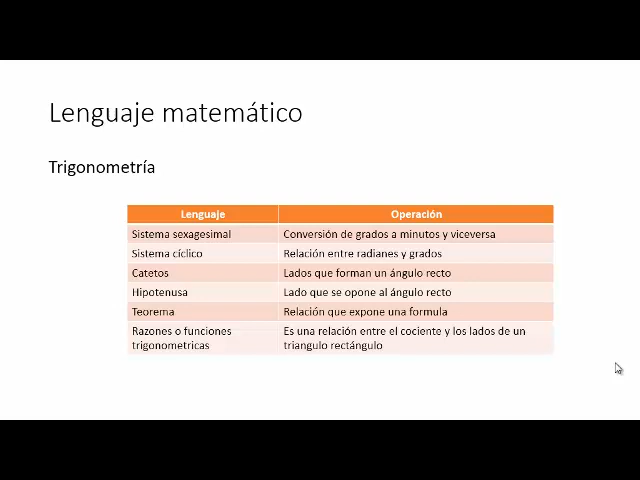 Lenguaje matemático
Trigonometría
Lenguaje Operación
Sistema sexagesimal Conversión de grados a minutos y viceversa
Sistema cíclico Relación entre radianes y grados
Catetos Lados que forman un ángulo recto
Hipotenusa Lado que se opone al ángulo recto
Teorema Relación que expone una formula
Razones o funciones Es una relación entre el cociente y los lados de un
trigonometricas triangulo rectángulo